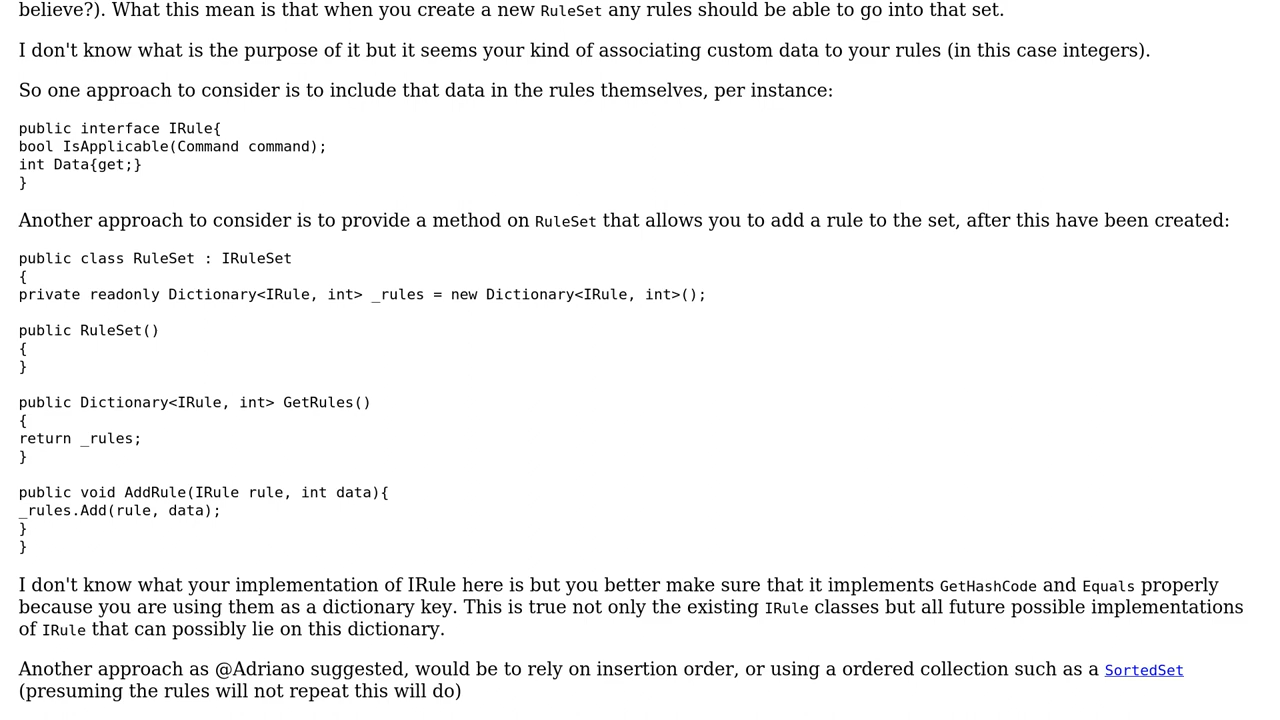 believe?). What this mean is that when you create a new RuleSet any rules should be able to go into that set.
I don't know what is the purpose of it but it seems your kind of associating custom data to your rules (in this case integers).
So one approach to consider is to include that data in the rules themselves, per instance:
public interface IRule{
bool IsApplicable(Command command);
int Data{get;}
}
Another approach to consider is to provide a method on RuleSet that allows you to add a rule to the set, after this have been created:
public class RuleSet : IRuleSet
{
private readonly Dictionary<IRule, int> _rules = new Dictionary<IRule, int>();
public RuleSet()
{
}
public Dictionary<IRule, int> GetRules()
{
return _rules;
}
public void AddRule(IRule rule, int data){
_rules.Add(rule, data);
}
}
I don't know what your implementation of IRule here is but you better make sure that it implements GetHashCode and Equals properly
because you are using them as a dictionary key. This is true not only the existing IRule classes but all future possible implementations
of IRule that can possibly lie on this dictionary.
Another approach as @Adriano suggested, would be to rely on insertion order, or using a ordered collection such as a SortedSet
(presuming the rules will not repeat this will do)